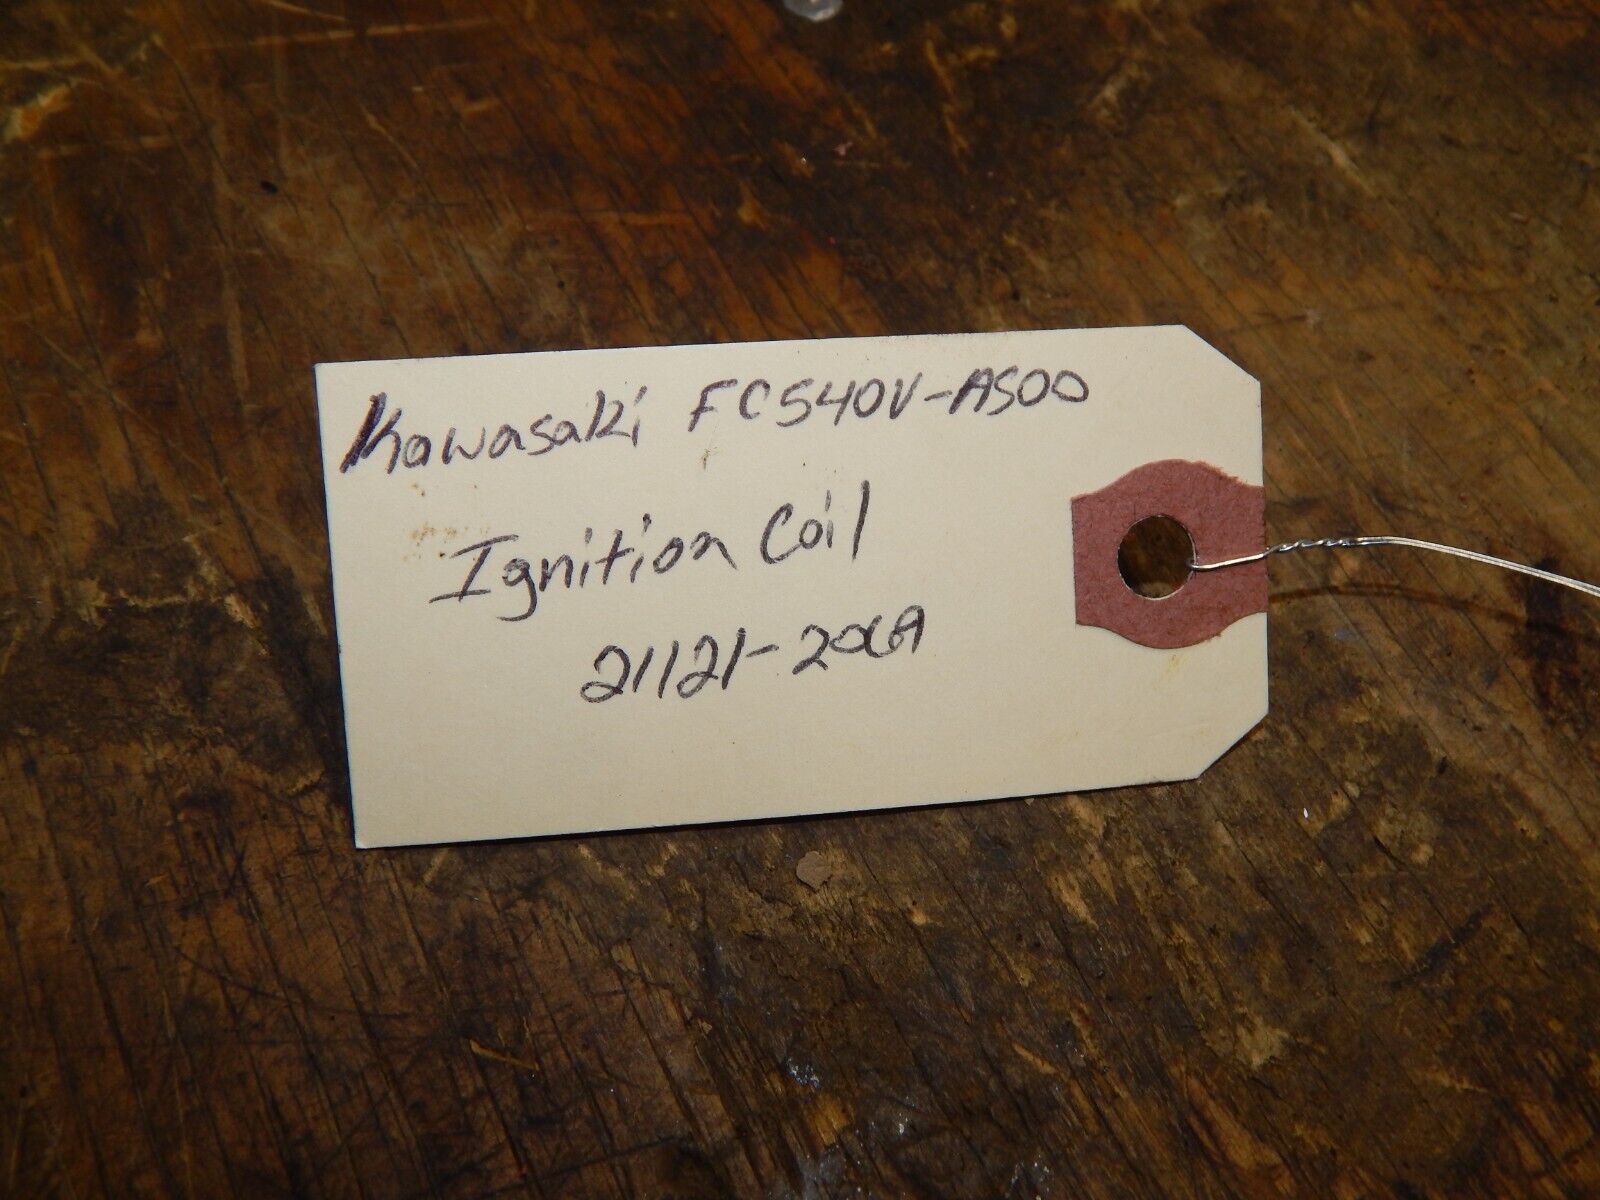 Kawasaki FC540V-AS00
Ignition Coil
21121-2069